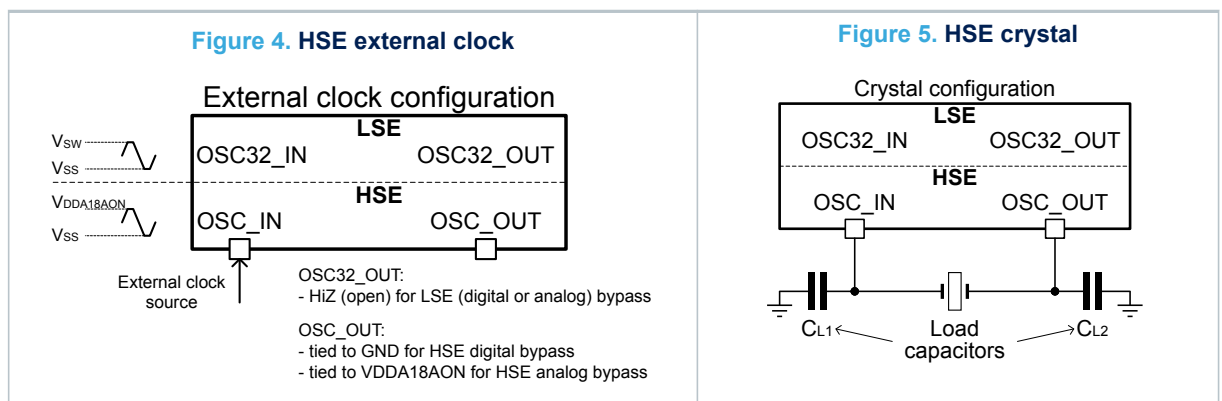 Figure 4. HSE external clock
External clock configuration
LSE
VSW
VSS
OSC32_IN OSC32_OUT
HSE
VDDA18AON
VSS
OSC_IN OSC_OUT
External clock
source
OSC32_OUT:
- HiZ (open) for LSE (digital or analog) bypass
OSC_OUT:
- tied to GND for HSE digital bypass
- tied to VDDA18AON for HSE analog bypass
Figure 5. HSE crystal
Crystal configuration
LSE
OSC32_IN OSC32_OUT
HSE
OSC_IN OSC_OUT
CL1 Load CL2
capacitors